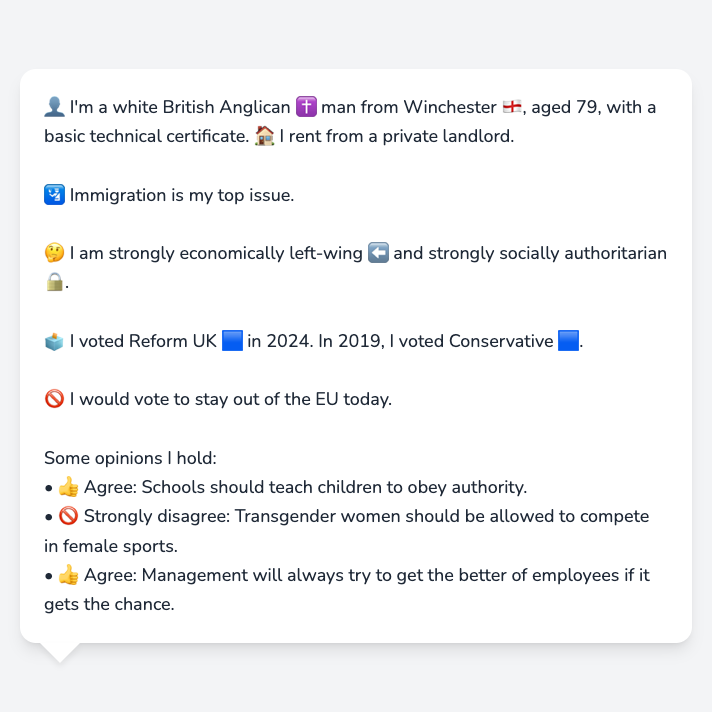 👤 I'm a white British Anglican ✝️ man from Winchester 🏴󠁧󠁢󠁥󠁮󠁧󠁿, aged 79, with a
basic technical certificate. 🏠 I rent from a private landlord.
🛂 Immigration is my top issue.
🤔 I am strongly economically left-wing ⬅️ and strongly socially authoritarian
🔒.
🗳️ I voted Reform UK 🟦 in 2024. In 2019, I voted Conservative 🟦.
🚫 I would vote to stay out of the EU today.
Some opinions I hold:
• 👍 Agree: Schools should teach children to obey authority.
• 🚫 Strongly disagree: Transgender women should be allowed to compete
in female sports.
• 👍 Agree: Management will always try to get the better of employees if it
gets the chance.